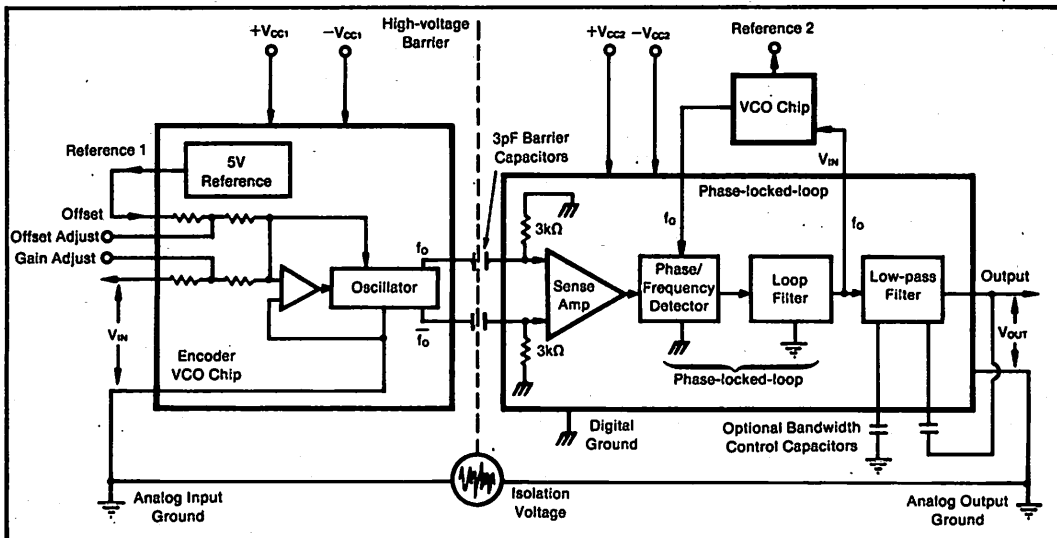 +VCC1
−VCC1
High-voltage
Barrier
+VCC2
−VCC2
Reference 2
VCO Chip
Reference 1
5V
Reference
3pF Barrier
Capacitors
VIN
Phase-locked-loop
Offset
Offset Adjust
Gain Adjust
fO
3kΩ
fO
fO
Oscillator
Sense
Amp
Phase/
Frequency
Detector
Loop
Filter
Low-pass
Filter
Output
VIN
fO
3kΩ
VOUT
Encoder
VCO Chip
Phase-locked-loop
Digital
Ground
Optional Bandwidth
Control Capacitors
Analog Input
Ground
Isolation
Voltage
Analog Output
Ground